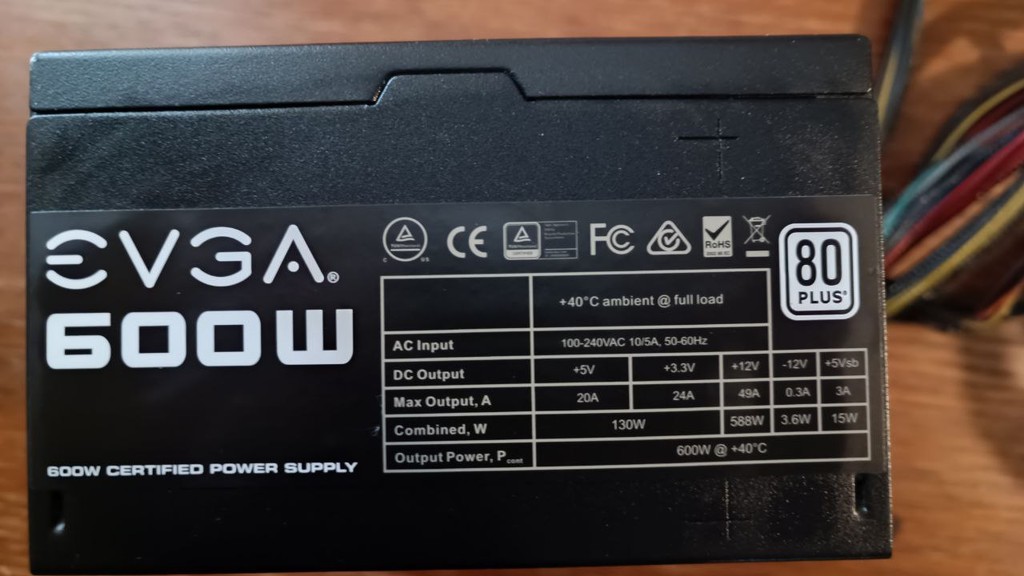 EVGA®
600W
600W CERTIFIED POWER SUPPLY
C US
CE
FC
RoHS
80
PLUS®
+40°C ambient @ full load
AC Input 100-240VAC 10/5A, 50-60Hz
DC Output +5V +3.3V +12V -12V +5Vsb
Max Output, A 20A 24A 49A 0.3A 3A
Combined, W 130W 588W 3.6W 15W
Output Power, Pcont 600W @ +40°C